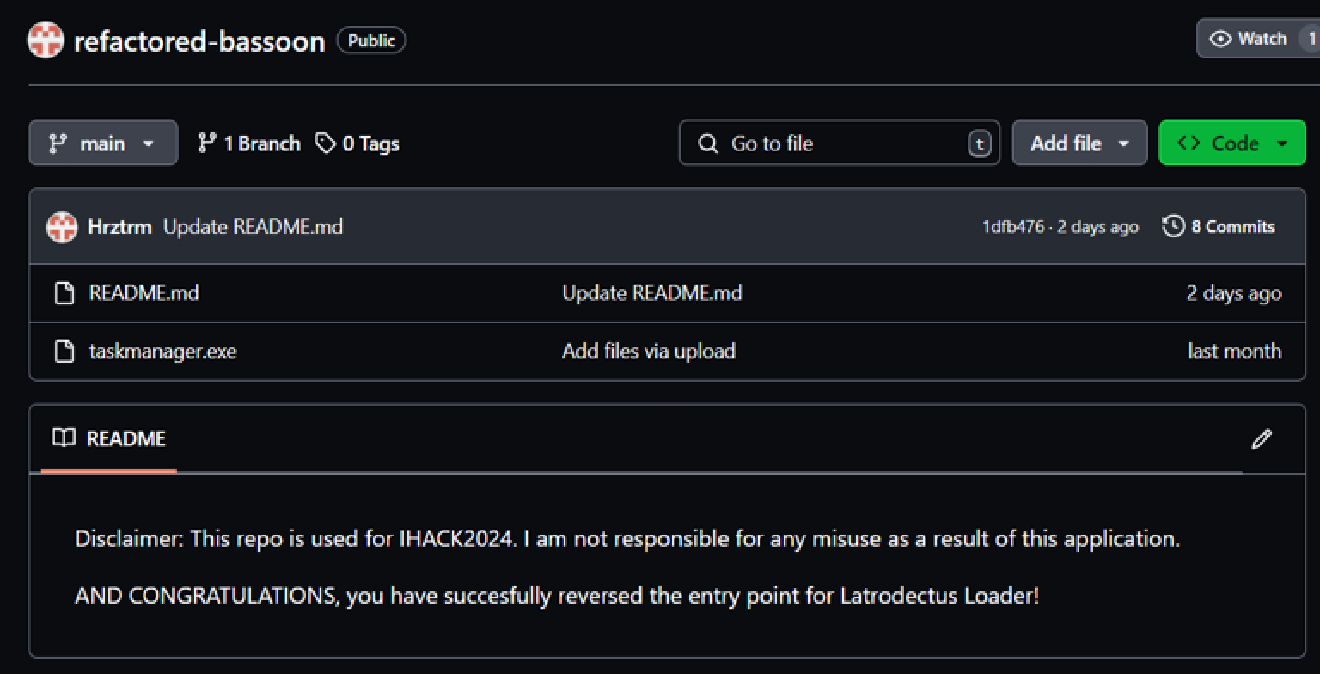 refactored-bassoon Public Watch 1
main 1 Branch 0 Tags Go to file t Add file Code
Hrztrm Update README.md 1dfb476 · 2 days ago 8 Commits
README.md Update README.md 2 days ago
taskmanager.exe Add files via upload last month
README
Disclaimer: This repo is used for IHACK2024. I am not responsible for any misuse as a result of this application.
AND CONGRATULATIONS, you have succesfully reversed the entry point for Latrodectus Loader!